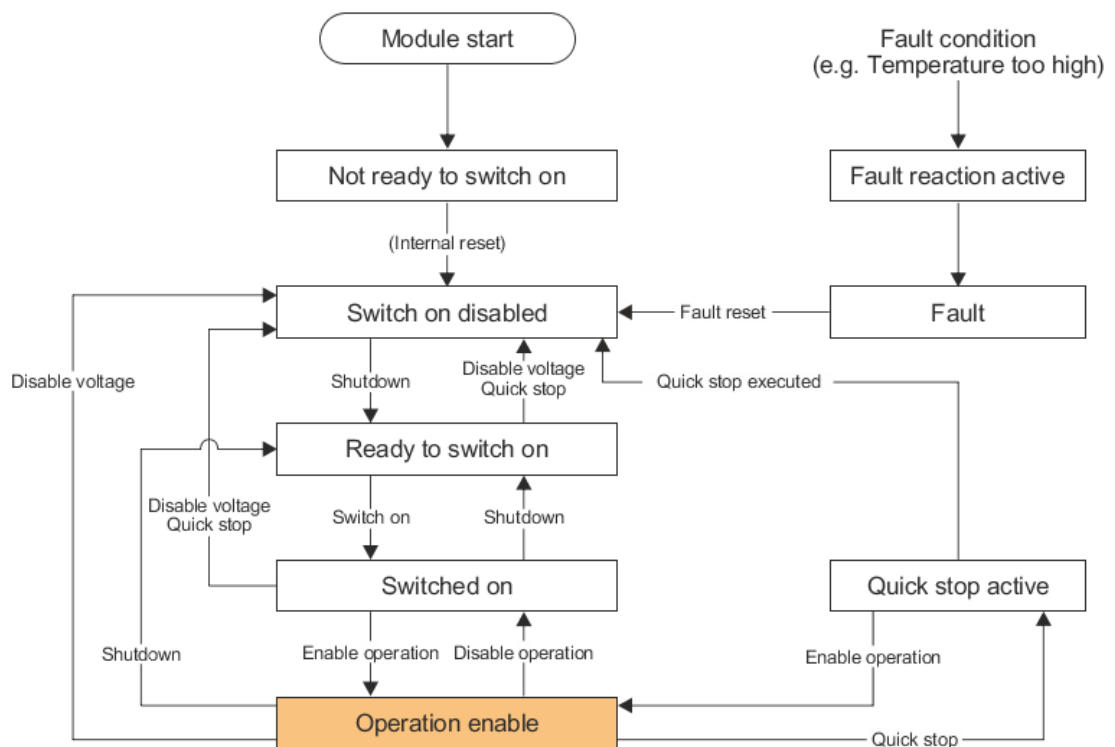 Module start
Fault condition
(e.g. Temperature too high)
Not ready to switch on
Fault reaction active
(Internal reset)
Switch on disabled
Fault reset
Fault
Disable voltage
Shutdown
Disable voltage
Quick stop
Quick stop executed
Ready to switch on
Disable voltage
Quick stop
Switch on
Shutdown
Switched on
Quick stop active
Shutdown
Enable operation
Disable operation
Enable operation
Operation enable
Quick stop